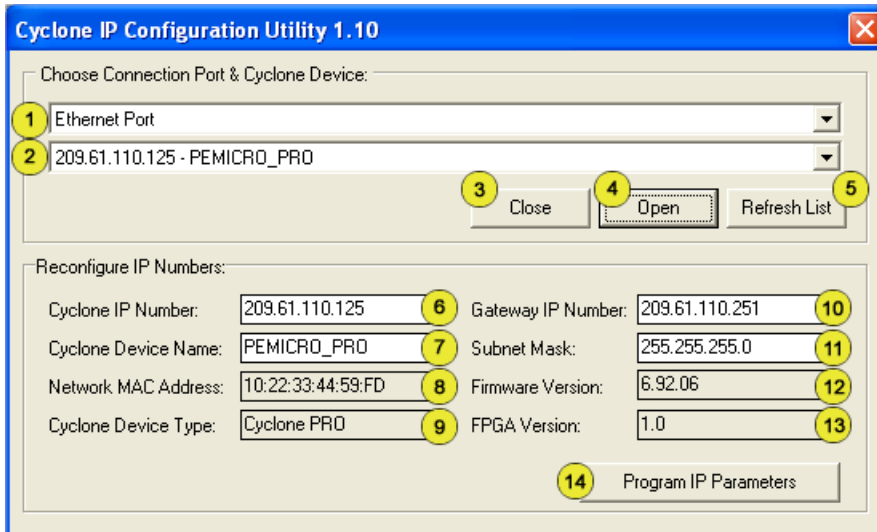 Cyclone IP Configuration Utility 1.10
Choose Connection Port & Cyclone Device:
1 Ethernet Port
2 209.61.110.125 - PEMICRO_PRO
3 Close 4 Open 5 Refresh List
Reconfigure IP Numbers:
Cyclone IP Number: 209.61.110.125 6 Gateway IP Number: 209.61.110.251 10
Cyclone Device Name: PEMICRO_PRO 7 Subnet Mask: 255.255.255.0 11
Network MAC Address: 10:22:33:44:59:FD 8 Firmware Version: 6.92.06 12
Cyclone Device Type: Cyclone PRO 9 FPGA Version: 1.0 13
14 Program IP Parameters